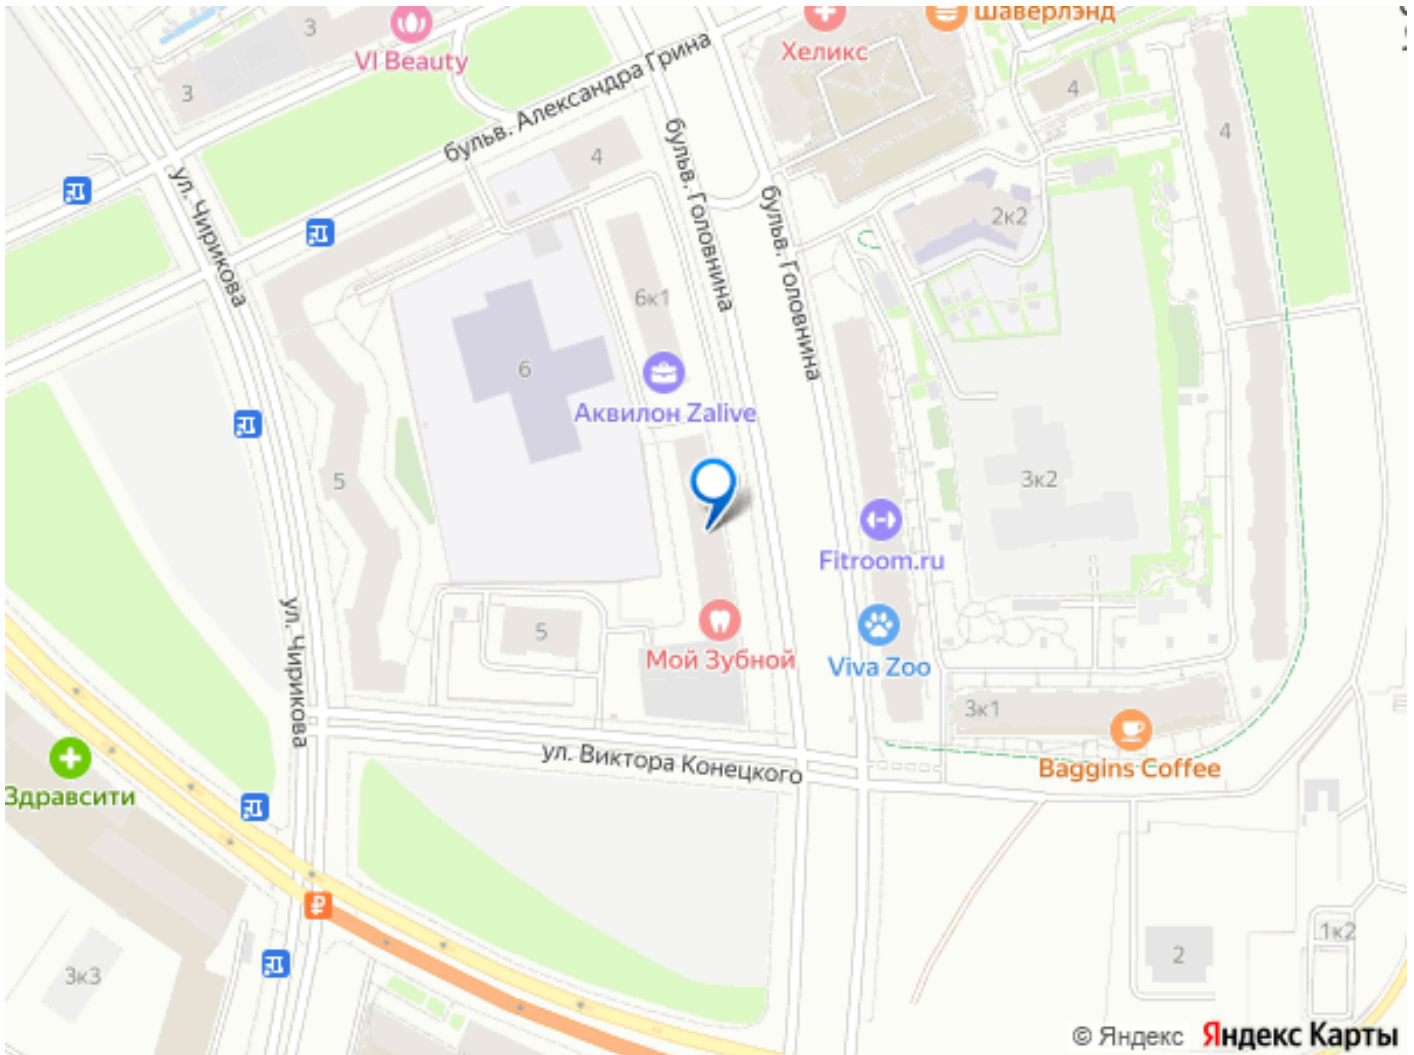 Шаверлэнд
3
Хеликс
VI Beauty
3
4
бульв. Александра Грина
4
4
бульв. Головнина
ул. Чирикова
бульв. Головнина
2к2
6к1
6
Аквилон Zalive
5
3к2
Fitroom.ru
5
Мой Зубной
Viva Zoo
ул. Чирикова
3к1
ул. Виктора Конецкого
Baggins Coffee
Здравсити
₽
1к2
2
3к3
© Яндекс Яндекс Карты